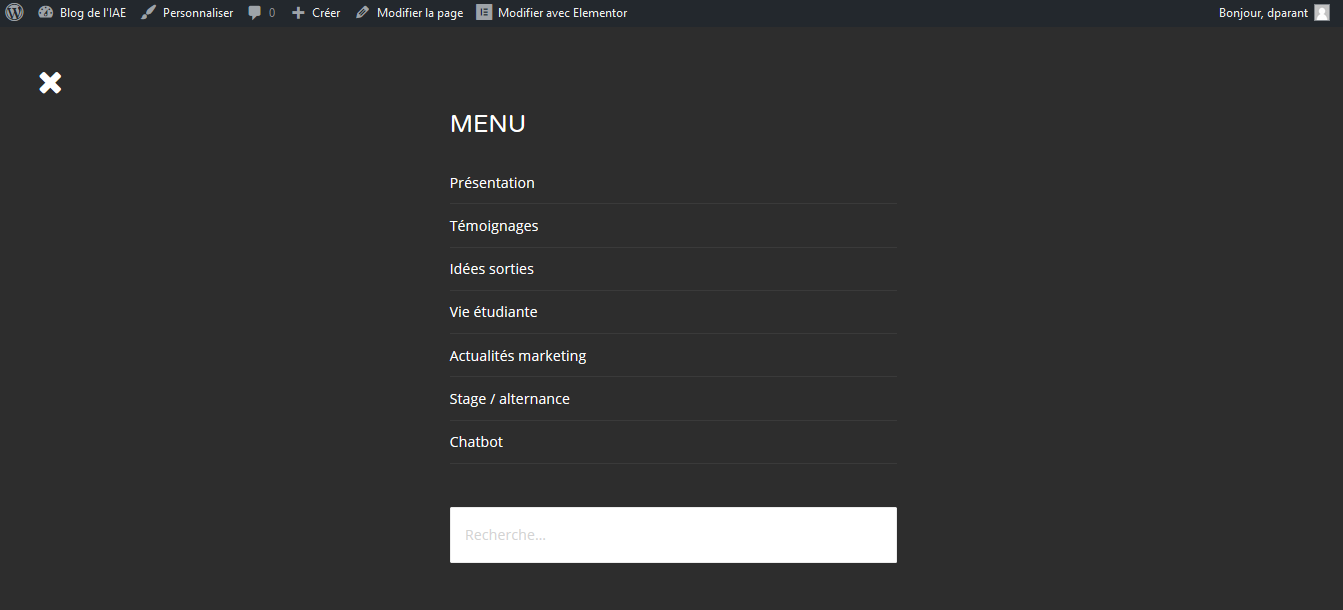 Blog de l'IAE Personnaliser 0 Créer Modifier la page Modifier avec Elementor Bonjour, dparant
MENU
Présentation
Témoignages
Idées sorties
Vie étudiante
Actualités marketing
Stage / alternance
Chatbot
Recherche...